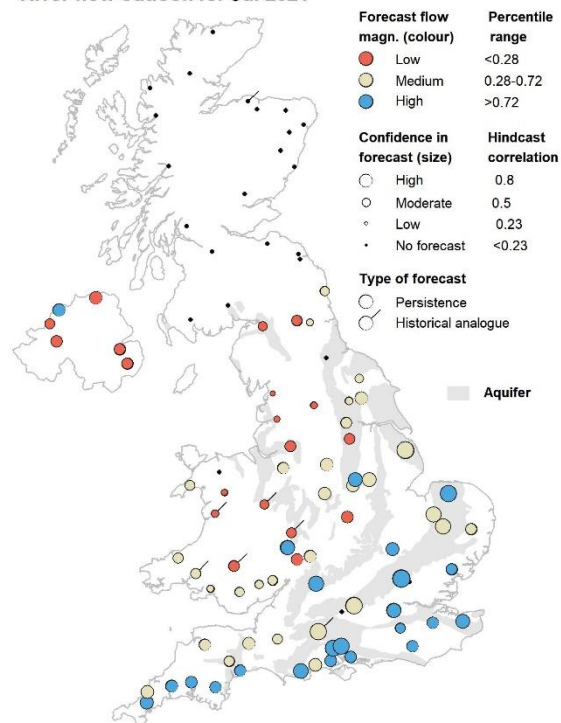 Forecast flow Percentile
magn. (colour) range
Low <0.28
Medium 0.28-0.72
High >0.72
Confidence in Hindcast
forecast (size) correlation
High 0.8
Moderate 0.5
Low 0.23
No forecast <0.23
Type of forecast
Persistence
Historical analogue
Aquifer